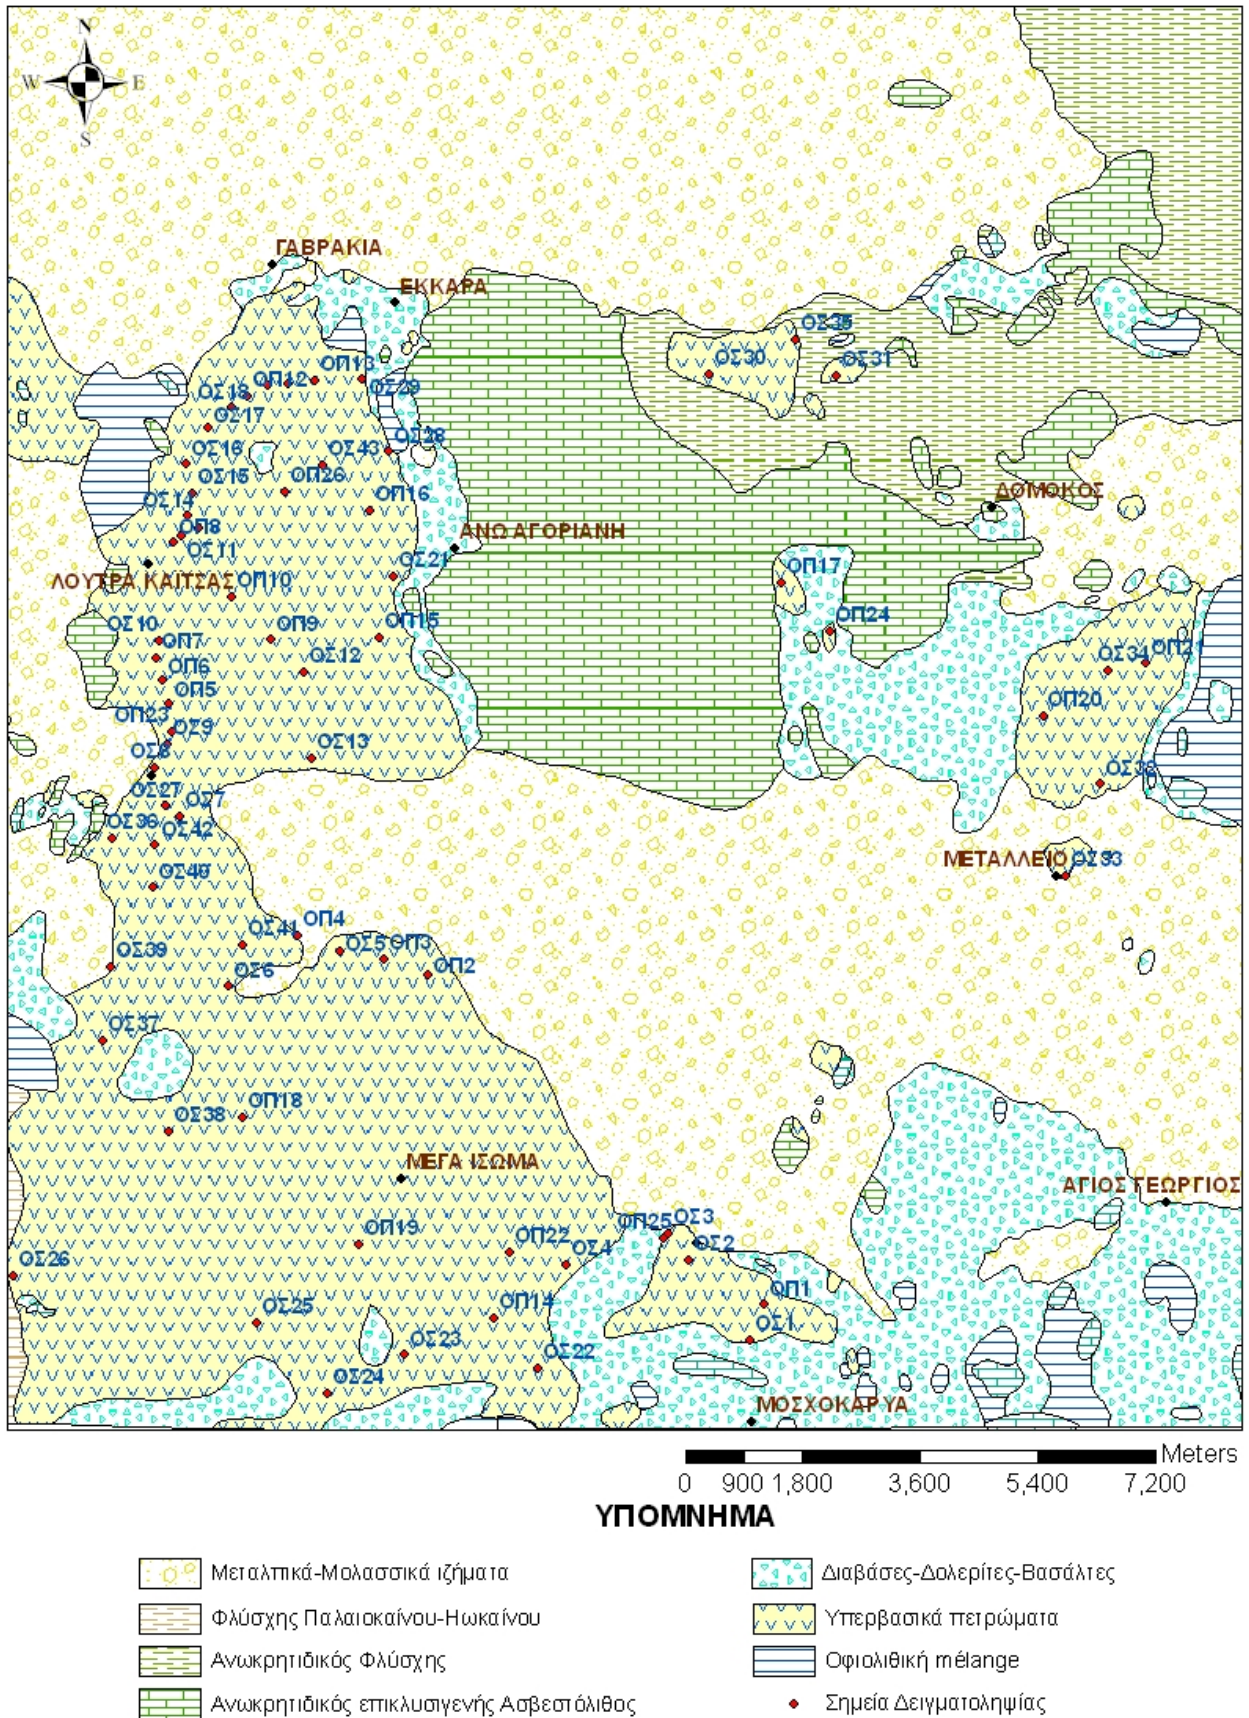 N
W E
S
ΓΑΒΡΑΚΙΑ
ΕΚΚΑΡΑ
ΟΣ35
ΟΣ30
ΟΣ31
ΟΠ13
ΟΠ12
ΟΣ29
ΟΣ18
ΟΣ17
ΟΣ28
ΟΣ43
ΟΣ16
ΟΣ15
ΟΠ26
ΟΠ16
ΔΟΜΟΚΟΣ
ΟΣ14
ΟΠ8
ΑΝΩ ΑΓΟΡΙΑΝΗ
ΟΣ11
ΟΣ21
ΟΠ17
ΛΟΥΤΡΑ ΚΑΪΤΣΑΣ
ΟΠ10
ΟΠ24
ΟΣ10
ΟΠ7
ΟΠ9
ΟΠ15
ΟΣ12
ΟΣ34
ΟΠ21
ΟΠ6
ΟΠ5
ΟΠ23
ΟΠ20
ΟΣ9
ΟΣ8
ΟΣ13
ΟΣ32
ΟΣ27
ΟΣ7
ΟΣ36
ΟΣ42
ΜΕΤΑΛΛΕΙΟ
ΟΣ33
ΟΣ40
ΟΠ4
ΟΣ41
ΟΣ5
ΟΠ3
ΟΣ39
ΟΣ6
ΟΠ2
ΟΣ37
ΟΣ38
ΟΠ18
ΜΕΓΑ ΙΣΩΜΑ
ΑΓΙΟΣ ΓΕΩΡΓΙΟΣ
ΟΠ25
ΟΣ3
ΟΠ19
ΟΠ22
ΟΣ4
ΟΣ2
ΟΣ26
ΟΠ1
ΟΣ25
ΟΠ14
ΟΣ1
ΟΣ23
ΟΣ22
ΟΣ24
ΜΟΣΧΟΚΑΡΥΑ
Meters
0 900 1,800 3,600 5,400 7,200
ΥΠΟΜΝΗΜΑ
Μεταλπικά-Μολασσικά ιζήματα
Διαβάσες-Δολερίτες-Βασάλτες
Φλύσχης Παλαιοκαίνου-Ηωκαίνου
Υπερβασικά πετρώματα
Ανωκρητιδικός Φλύσχης
Οφιολιθική mélange
Ανωκρητιδικός επικλυσιγενής Ασβεστόλιθος
Σημεία Δειγματοληψίας